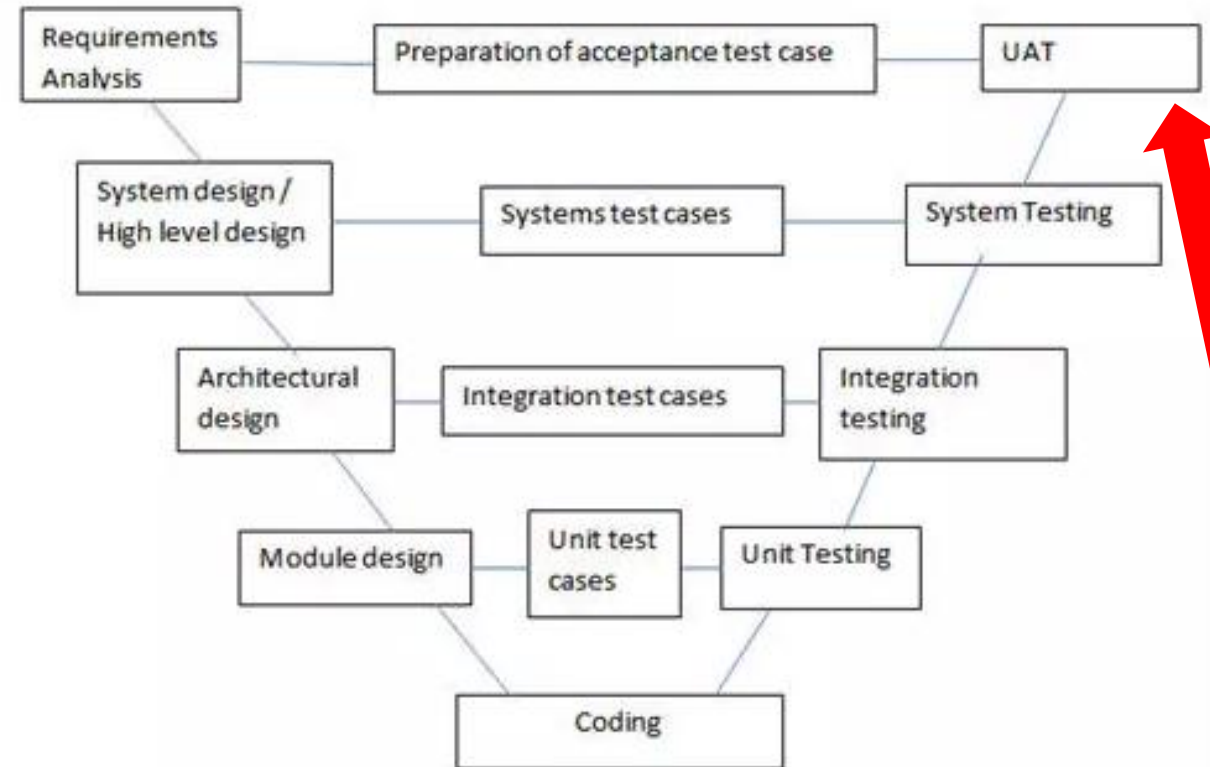 Requirements
Analysis
Preparation of acceptance test case
UAT
System design /
High level design
Systems test cases
System Testing
Architectural
design
Integration test cases
Integration
testing
Module design
Unit test
cases
Unit Testing
Coding